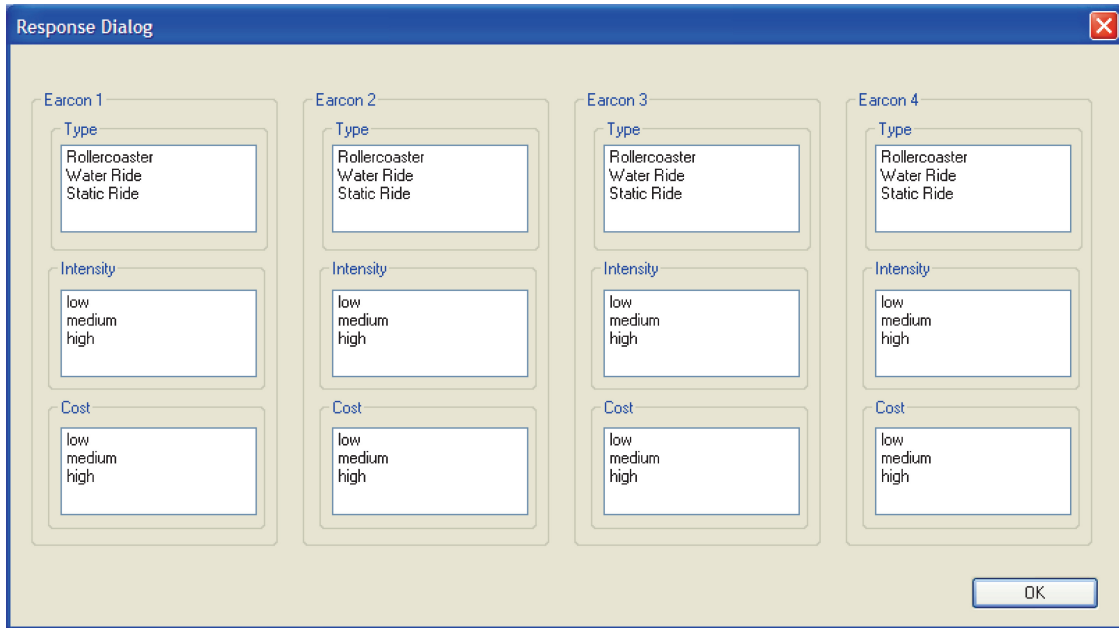 Response Dialog
Earcon 1
Type
Rollercoaster
Water Ride
Static Ride
Intensity
low
medium
high
Cost
low
medium
high
Earcon 2
Type
Rollercoaster
Water Ride
Static Ride
Intensity
low
medium
high
Cost
low
medium
high
Earcon 3
Type
Rollercoaster
Water Ride
Static Ride
Intensity
low
medium
high
Cost
low
medium
high
Earcon 4
Type
Rollercoaster
Water Ride
Static Ride
Intensity
low
medium
high
Cost
low
medium
high
OK